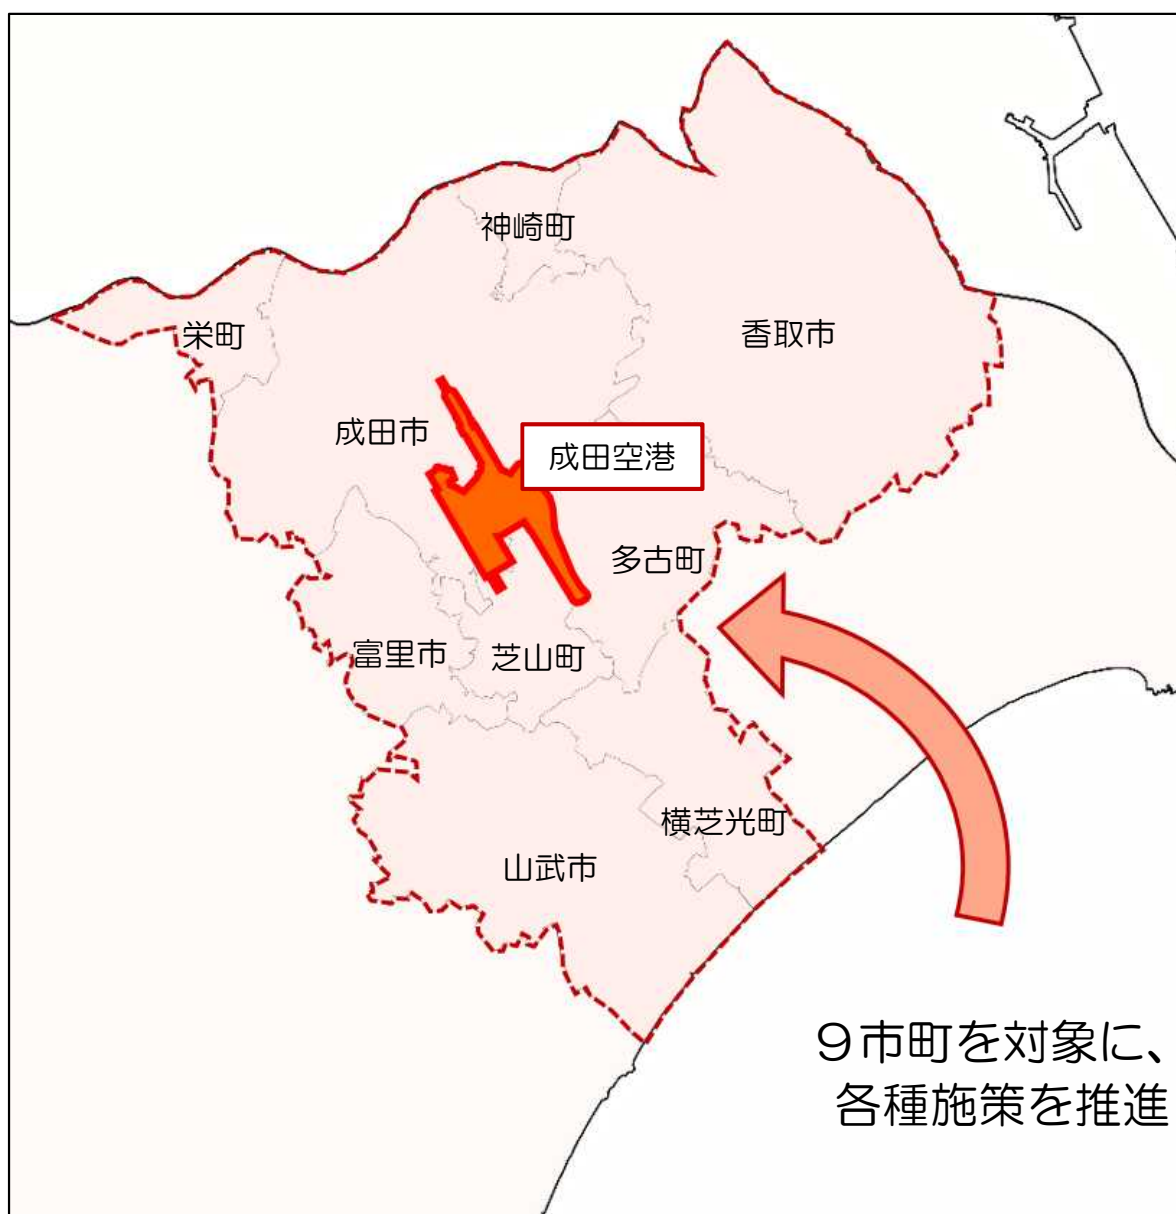 神崎町
栄町
香取市
成田市
成田空港
多古町
富里市
芝山町
横芝光町
山武市
９市町を対象に、
各種施策を推進